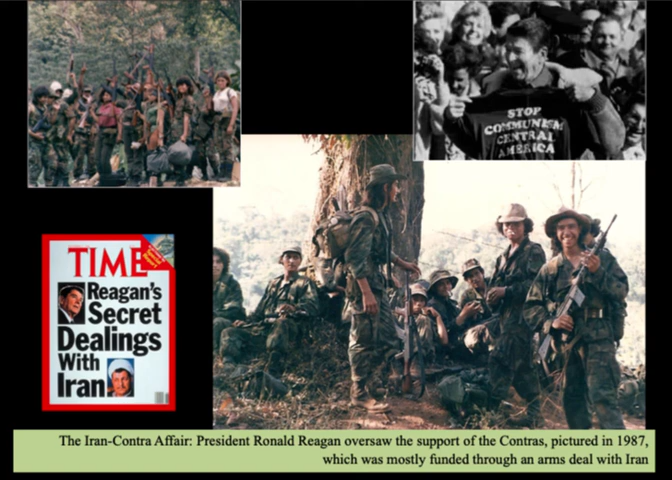 STOP
COMMUNISM
CENTRAL
AMERICA
TIME
Reagan's
Secret
Dealings
With
Iran
The Iran-Contra Affair: President Ronald Reagan oversaw the support of the Contras, pictured in 1987,
which was mostly funded through an arms deal with Iran